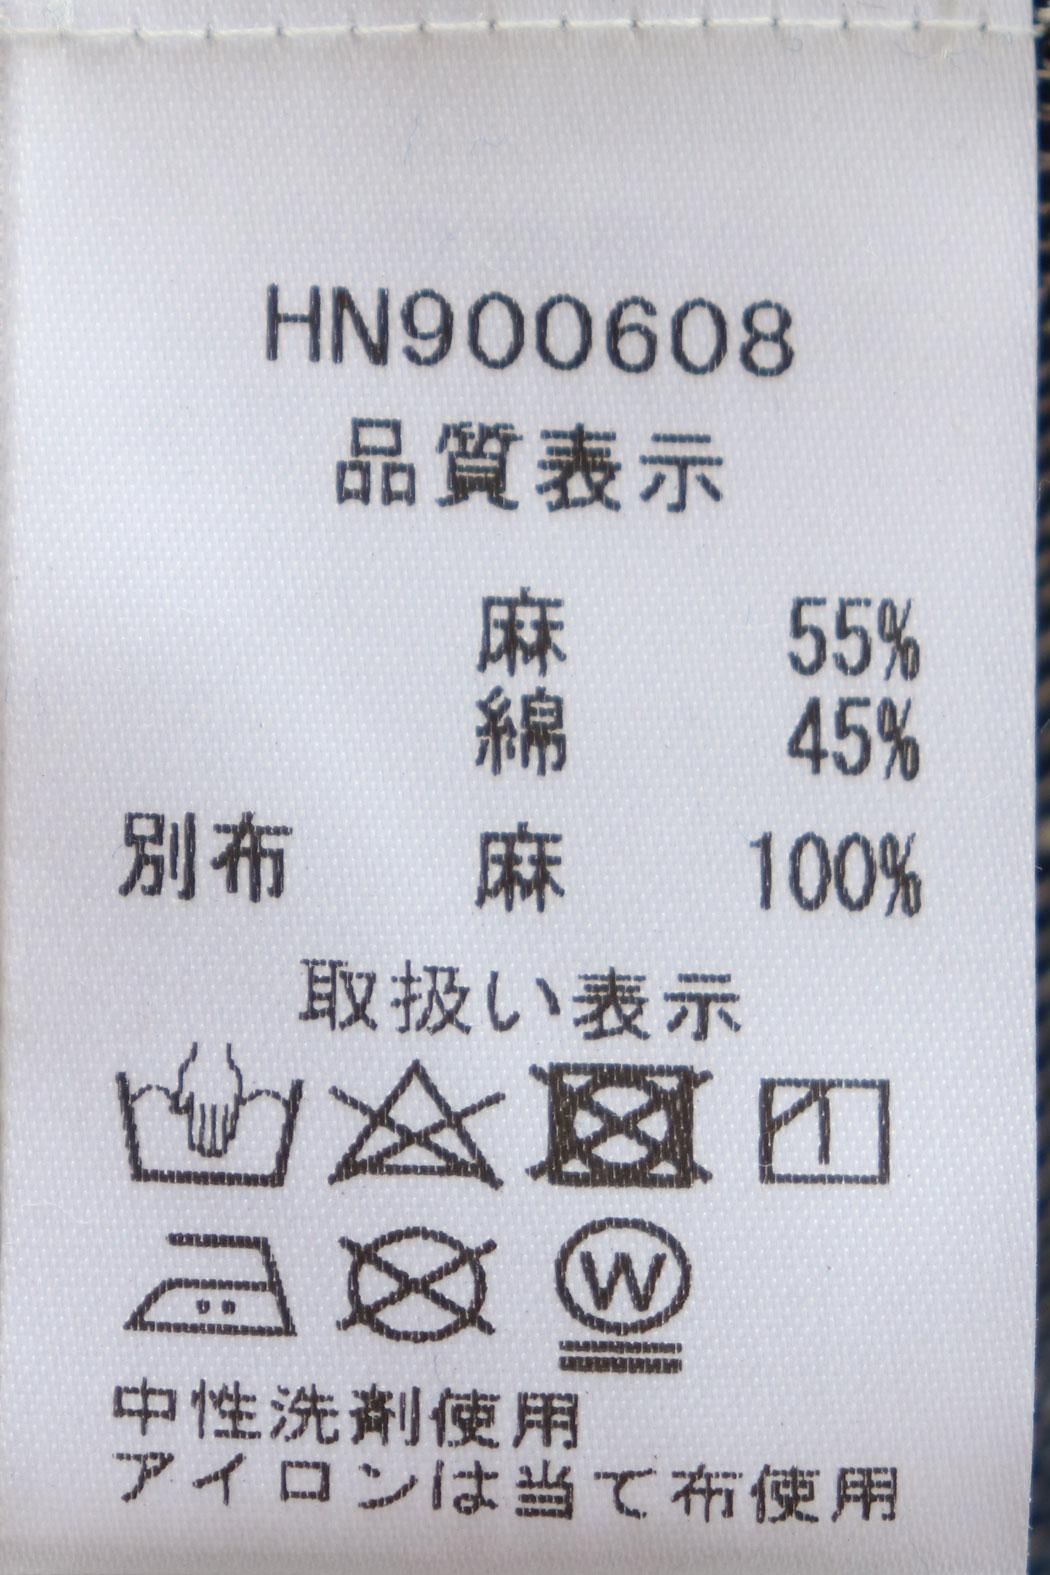 HN900608
品質表示
麻 55%
綿 45%
別布 麻 100%
取扱い表示
W
中性洗剤使用
アイロンは当て布使用